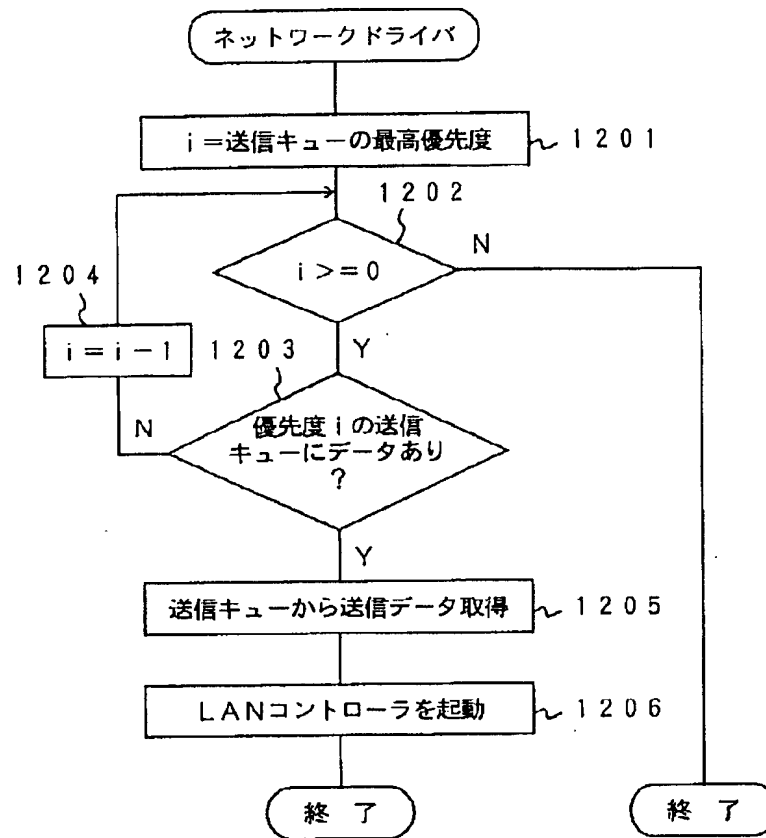 ネットワークドライバ
i＝送信キューの最高優先度
1201
1202
i＞＝0
N
Y
1204
i＝i－1
1203
N
優先度iの送信
キューにデータあり
?
Y
送信キューから送信データ取得
1205
LANコントローラを起動
1206
終 了
終 了